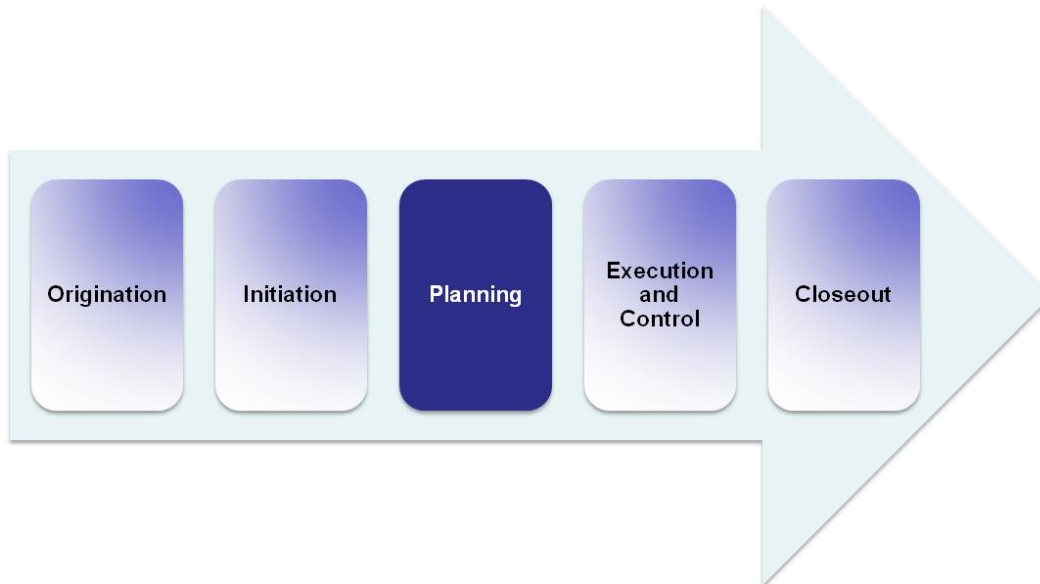 Origination
Initiation
Planning
Execution
and
Control
Closeout